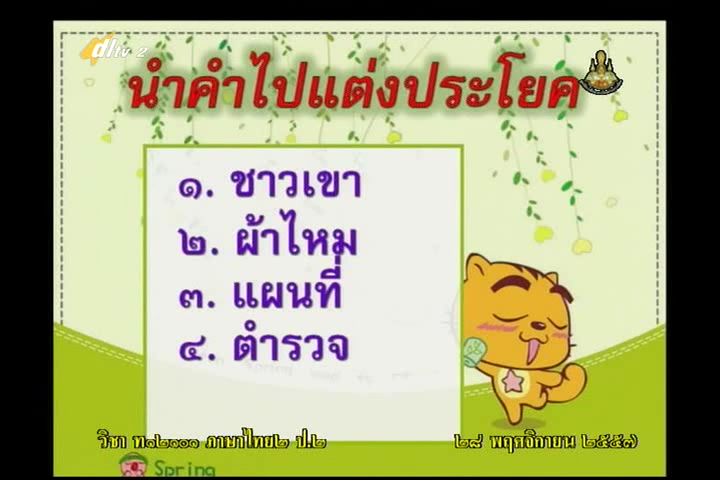 dltv 2
นำคำไปแต่งประโยค
๑. ชาวเขา
๒. ผ้าไหม
๓. แผนที่
๔. ตำรวจ
วิชา ท๑๒๑๐๑ ภาษาไทย๒ ป.๒
๒๘ พฤศจิกายน ๒๕๕๗
Spring